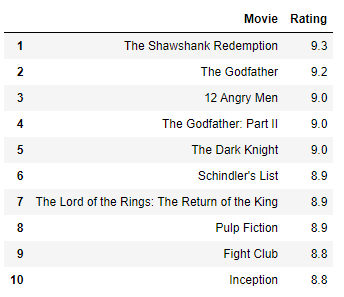 Movie Rating
1 The Shawshank Redemption 9.3
2 The Godfather 9.2
3 12 Angry Men 9.0
4 The Godfather: Part II 9.0
5 The Dark Knight 9.0
6 Schindler's List 8.9
7 The Lord of the Rings: The Return of the King 8.9
8 Pulp Fiction 8.9
9 Fight Club 8.8
10 Inception 8.8